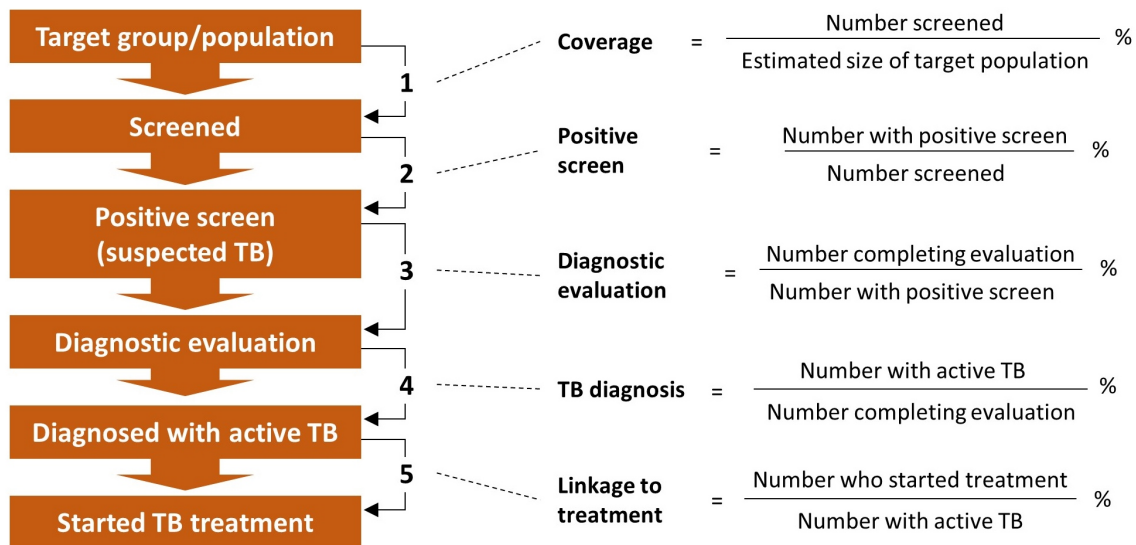 Target group/population
1
Screened
2
Positive screen
(suspected TB)
3
Diagnostic evaluation
4
Diagnosed with active TB
5
Started TB treatment
Coverage = Number screened %
Estimated size of target population
Positive
screen = Number with positive screen %
Number screened
Diagnostic
evaluation = Number completing evaluation %
Number with positive screen
TB diagnosis = Number with active TB %
Number completing evaluation
Linkage to
treatment = Number who started treatment %
Number with active TB